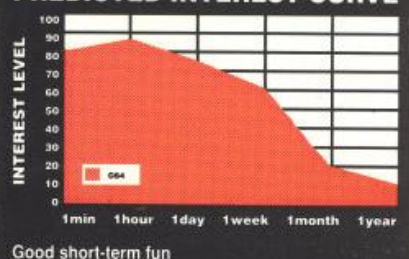 PREDICTED INTEREST CURVE
INTEREST LEVEL
100
90
80
70
60
50
40
30
20
10
0
C64
1min 1hour 1day 1week 1month 1year
Good short-term fun